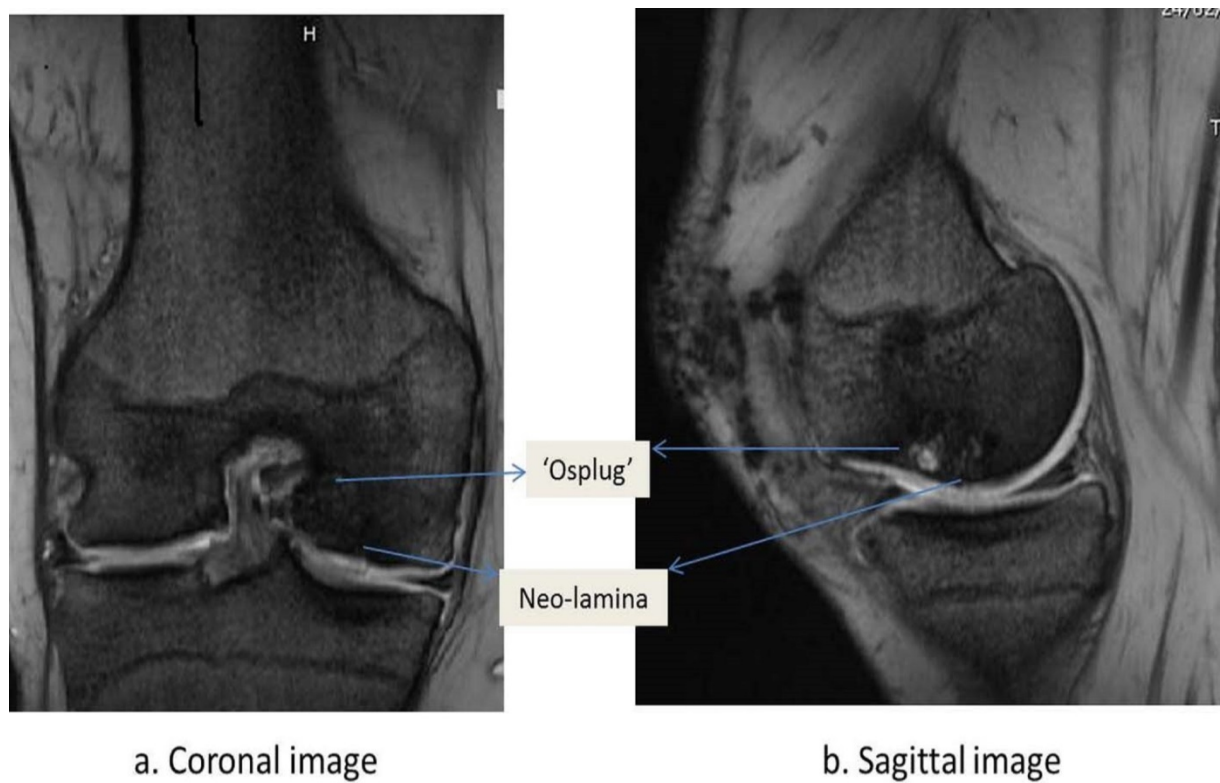 H
T
'Osplug'
Neo-lamina
a. Coronal image
b. Sagittal image